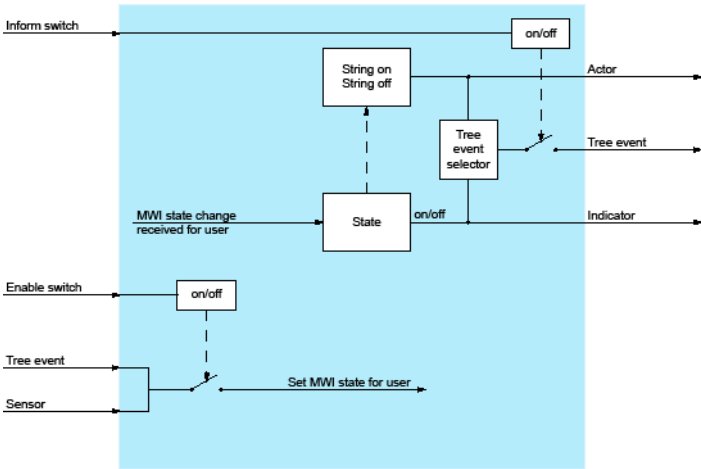 Inform switch
on/off
String on
String off
Actor
Tree
event
selector
Tree event
MWI state change
received for user
State
on/off
Indicator
Enable switch
on/off
Tree event
Set MWI state for user
Sensor